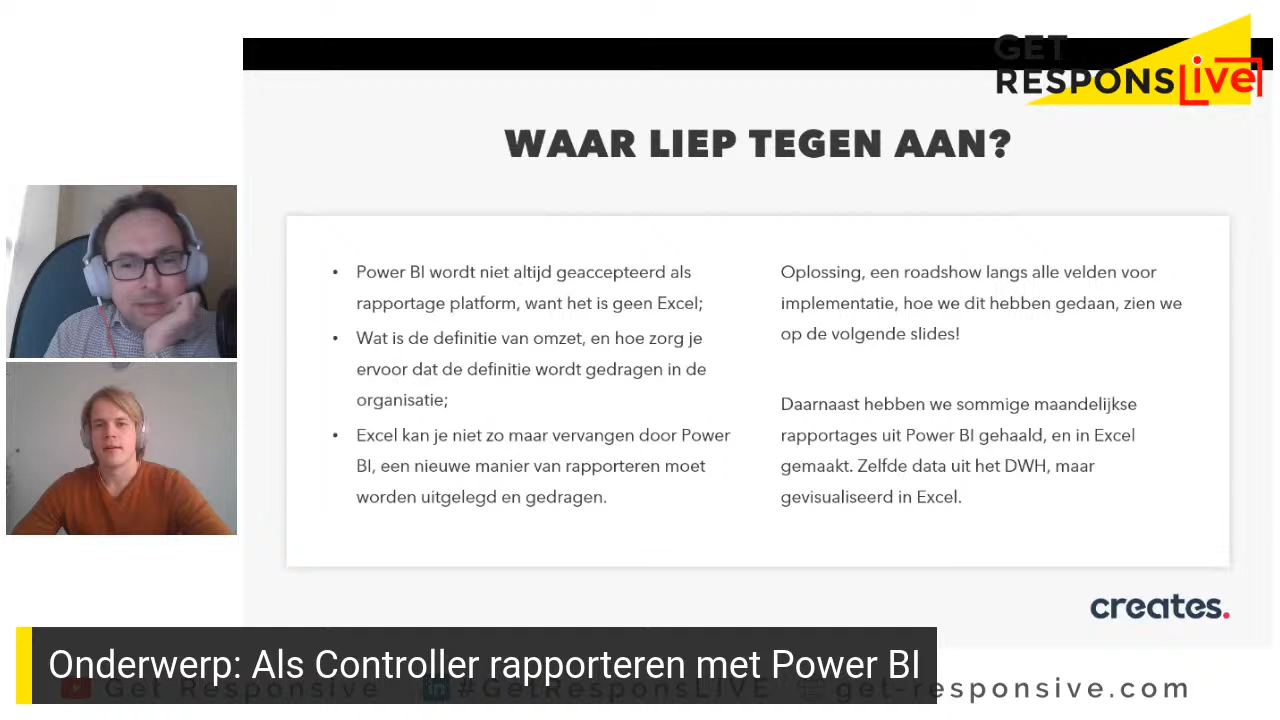 GET
RESPONSLive
WAAR LIEP TEGEN AAN?
• Power BI wordt niet altijd geaccepteerd als
rapportage platform, want het is geen Excel;
• Wat is de definitie van omzet, en hoe zorg je
ervoor dat de definitie wordt gedragen in de
organisatie;
• Excel kan je niet zo maar vervangen door Power
BI, een nieuwe manier van rapporteren moet
worden uitgelegd en gedragen.
Oplossing, een roadshow langs alle velden voor
implementatie, hoe we dit hebben gedaan, zien we
op de volgende slides!
Daarnaast hebben we sommige maandelijkse
rapportages uit Power BI gehaald, en in Excel
gemaakt. Zelfde data uit het DWH, maar
gevisualiseerd in Excel.
creates.
Onderwerp: Als Controller rapporteren met Power BI
Get Responsive #GetResponsLIVE get-responsive.com